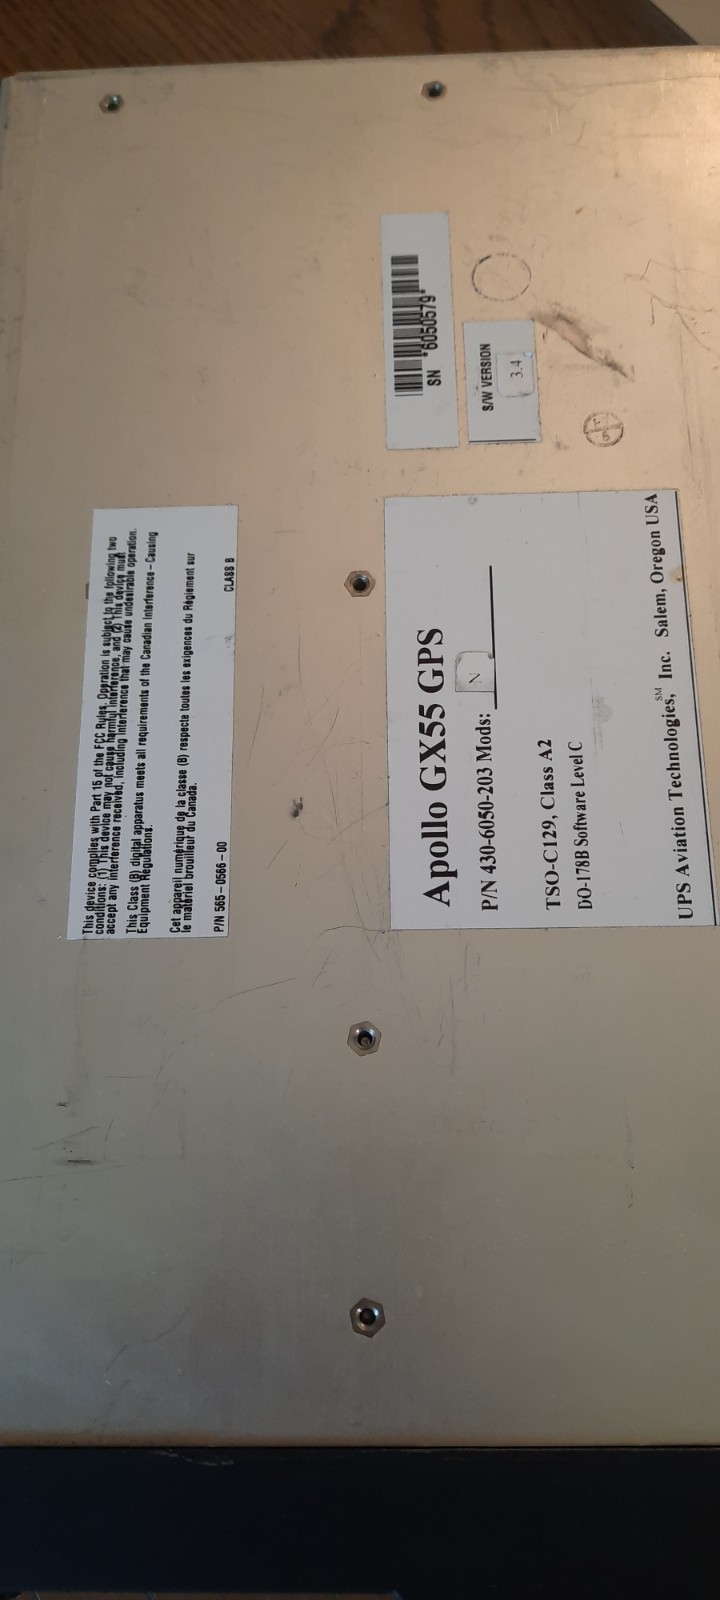 This device complies with Part 15 of the FCC Rules. Operation is subject to the following two
conditions: (1) This device may not cause harmful interference, and (2) This device must
accept any interference received, including interference that may cause undesirable operation.
This Class (B) digital apparatus meets all requirements of the Canadian Interference – Causing
Equipment Regulations.
Cet appareil numérique de la classe (B) respecte toutes les exigences du Règlement sur
le matériel brouilleur du Canada.
P/N 565–0566–00 CLASS B
*6050579*
SN
S/W VERSION
3.4
Apollo GX55 GPS
P/N 430-6050-203 Mods: N
TSO-C129, Class A2
DO-178B Software Level C
UPS Aviation Technologies,℠ Inc. Salem, Oregon USA